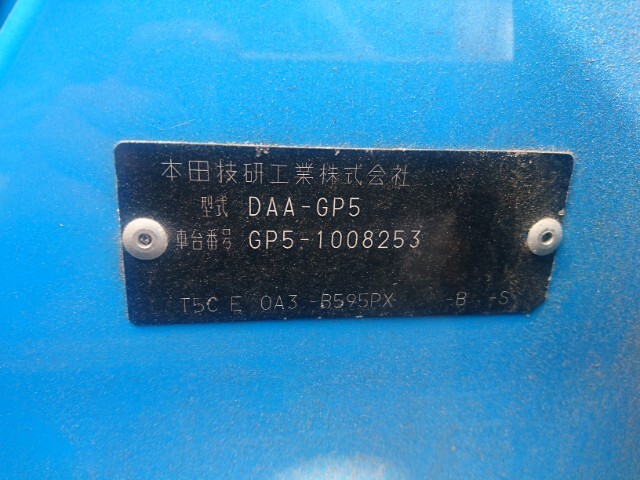 本田技研工業株式会社
型式 DAA-GP5
車台番号 GP5-1008253
T5C E OA3 -B595PX -B -S